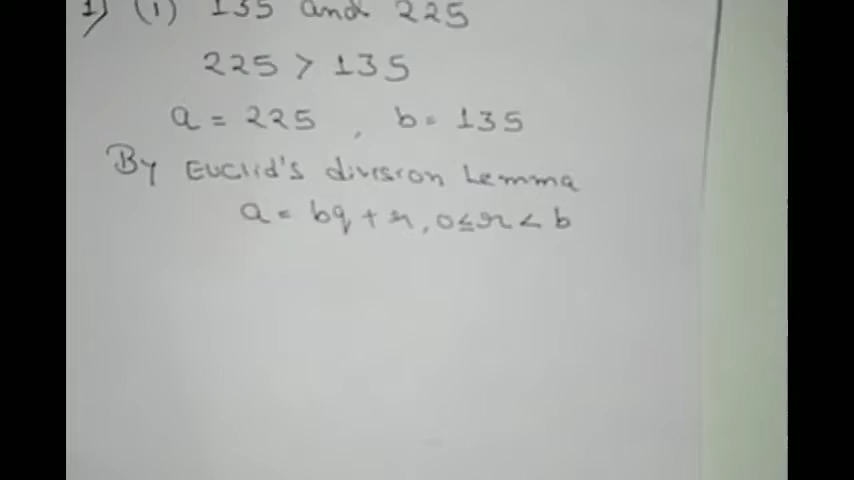 1) (i) 135 and 225
225 > 135
a = 225 , b = 135
By Euclid's division Lemma
a = bq + r, 0 ≤ r < b